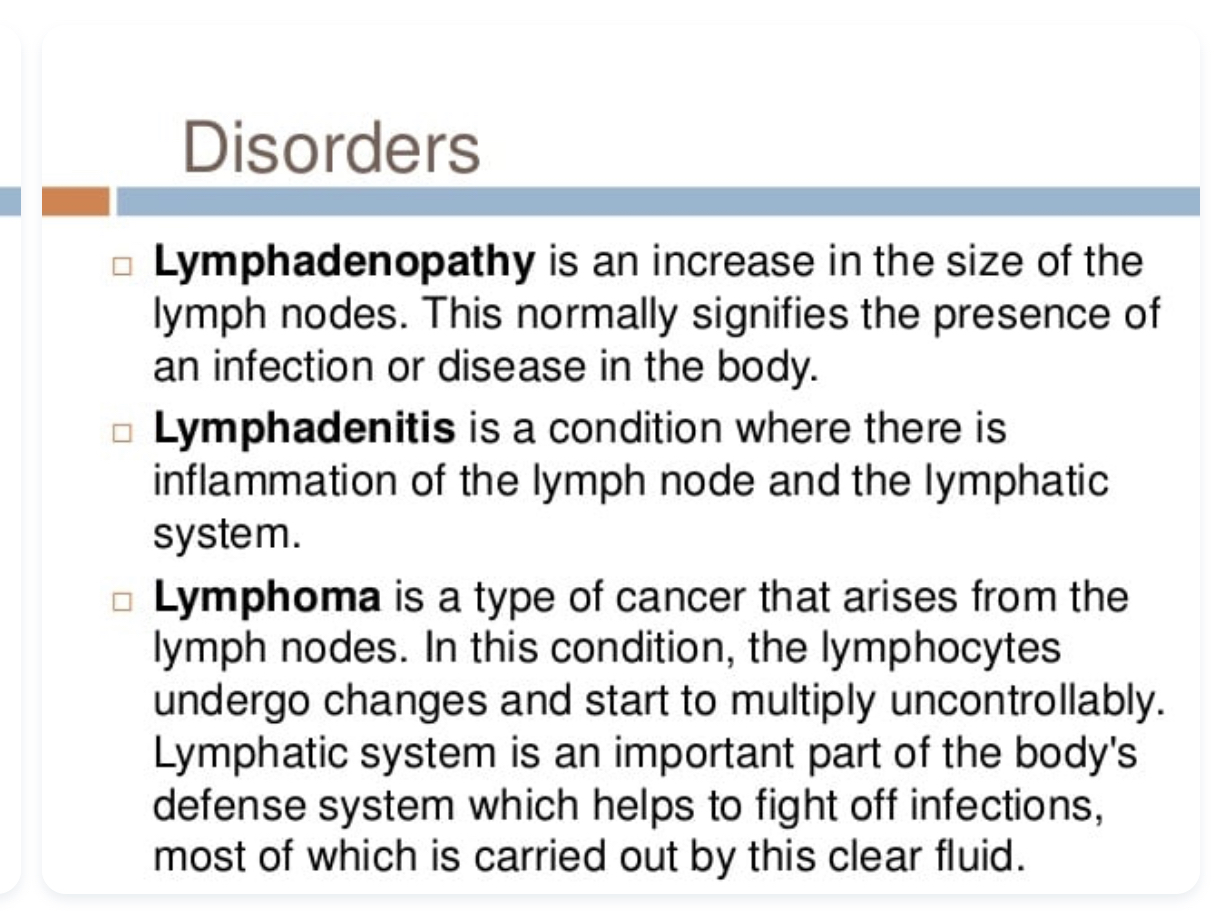 Disorders
Lymphadenopathy is an increase in the size of the
lymph nodes. This normally signifies the presence of
an infection or disease in the body.
Lymphadenitis is a condition where there is
inflammation of the lymph node and the lymphatic
system.
Lymphoma is a type of cancer that arises from the
lymph nodes. In this condition, the lymphocytes
undergo changes and start to multiply uncontrollably.
Lymphatic system is an important part of the body's
defense system which helps to fight off infections,
most of which is carried out by this clear fluid.